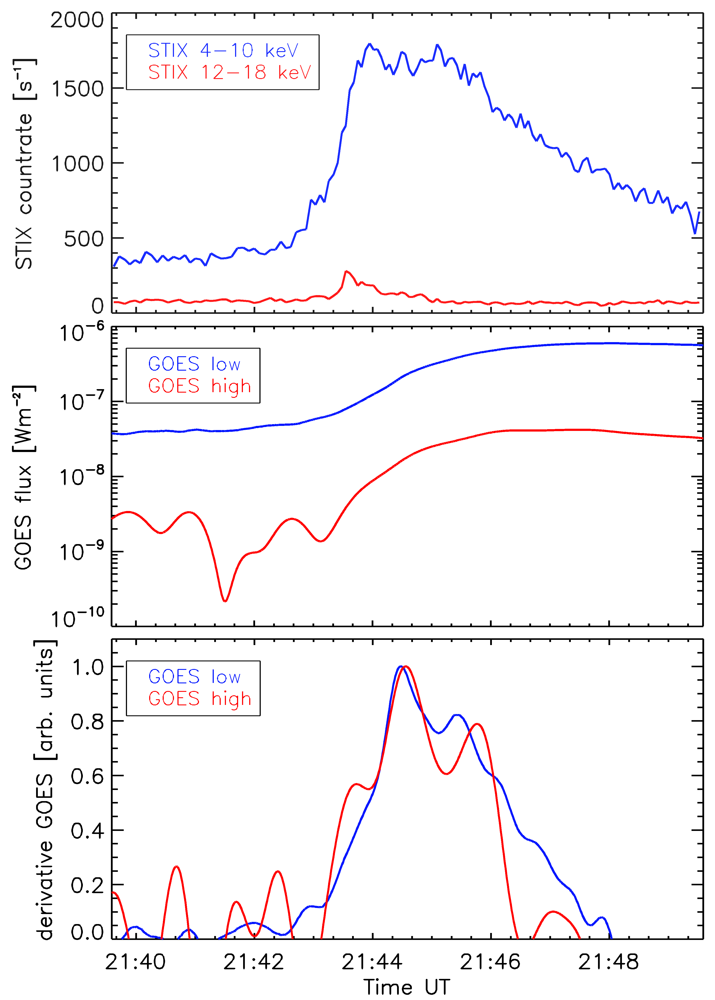 STIX countrate [s⁻¹]
2000
1500
1000
500
0
STIX 4−10 keV
STIX 12−18 keV
GOES flux [Wm⁻²]
10⁻⁶
10⁻⁷
10⁻⁸
10⁻⁹
10⁻¹⁰
GOES low
GOES high
derivative GOES [arb. units]
1.0
0.8
0.6
0.4
0.2
0.0
GOES low
GOES high
21:40 21:42 21:44 21:46 21:48
Time UT